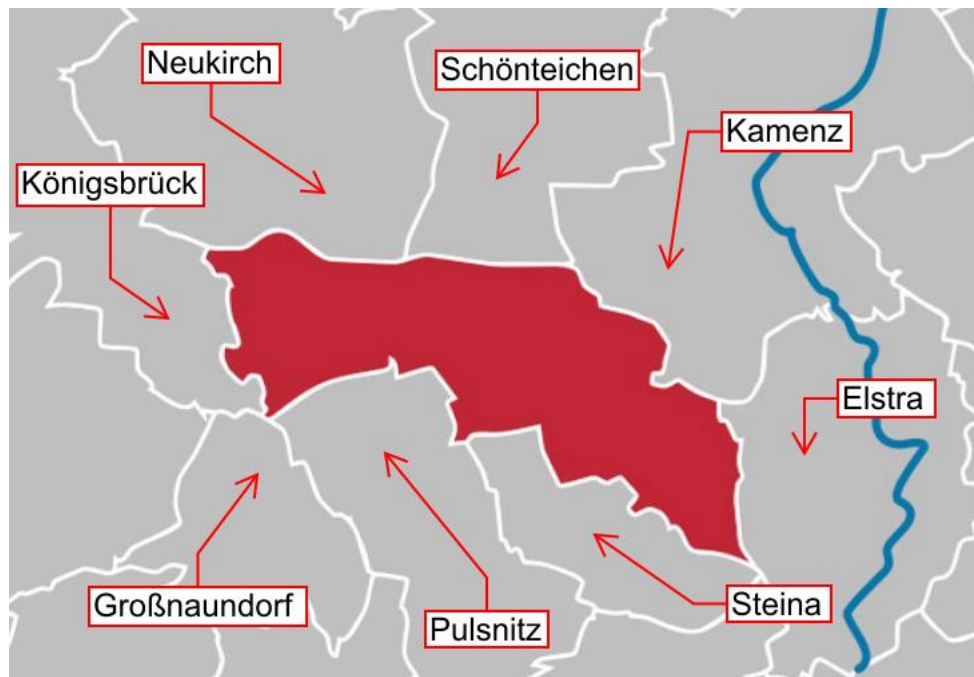 Neukirch
Schönteichen
Kamenz
Königsbrück
Elstra
Großnaundorf
Pulsnitz
Steina